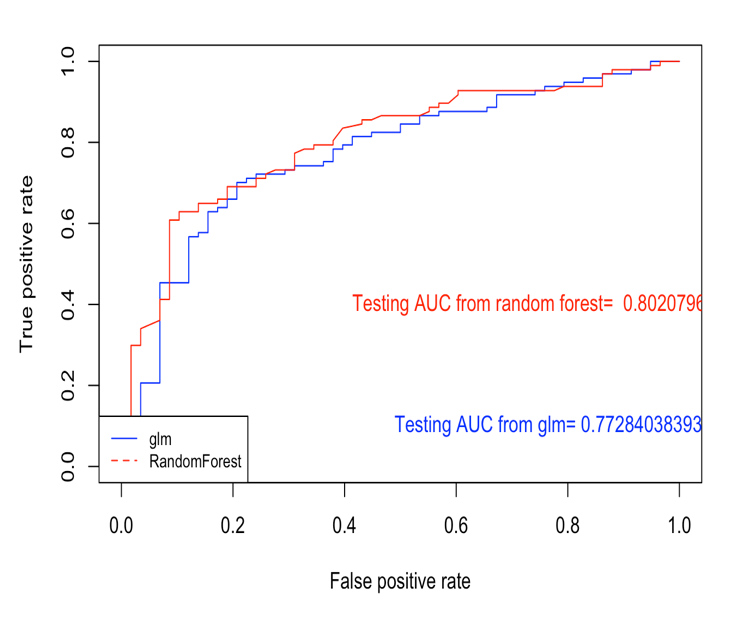 True positive rate
1.0
0.8
0.6
0.4
0.2
0.0
Testing AUC from random forest= 0.8020796
Testing AUC from glm= 0.77284038393
glm
RandomForest
0.0 0.2 0.4 0.6 0.8 1.0
False positive rate